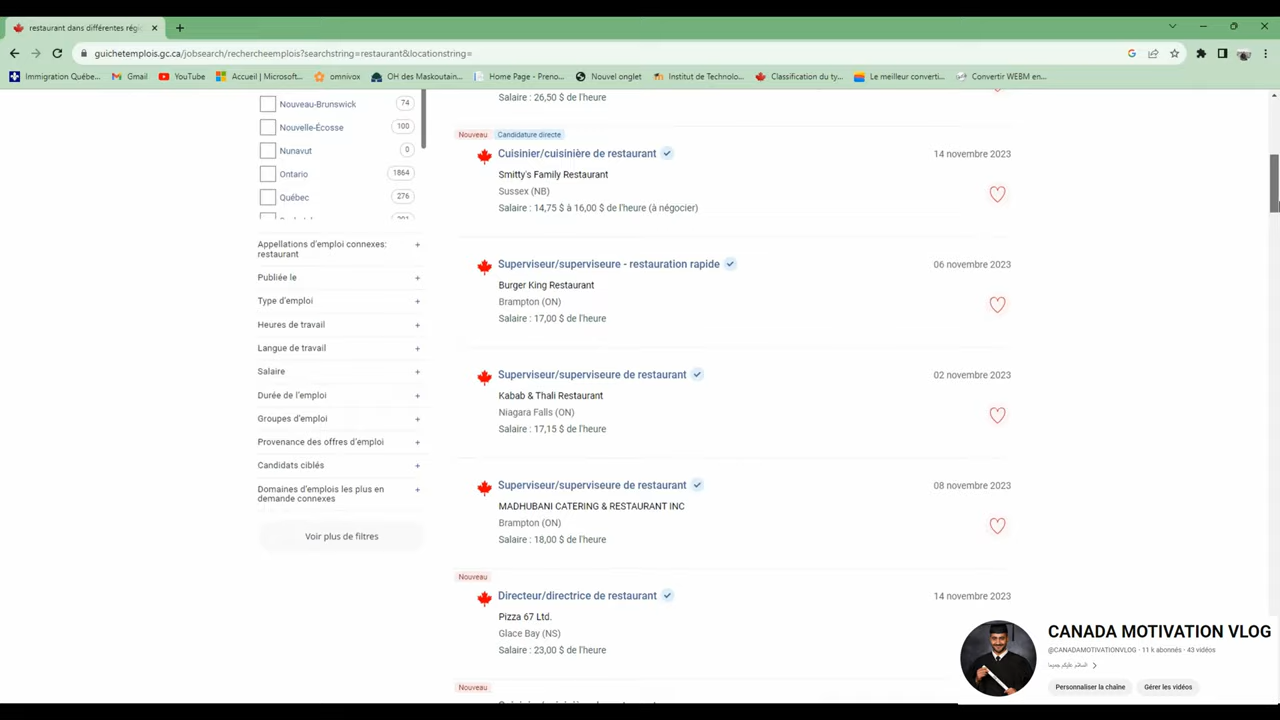 restaurant dans différentes régi
guichetemplois.gc.ca/jobsearch/rechercheemplois?searchstring=restaurant&locationstring=
Immigration Québe...
Gmail
YouTube
Accueil | Microsoft...
omnivox
OH des Maskoutain...
Home Page - Preno...
Nouvel onglet
Institut de Technolo...
Classification du ty...
Le meilleur converti...
Convertir WEBM en...
Nouveau-Brunswick 74
Nouvelle-Écosse 100
Nunavut 0
Ontario 1864
Québec 276
Appellations d'emploi connexes: +
restaurant
Publiée le +
Type d'emploi +
Heures de travail +
Langue de travail +
Salaire +
Durée de l'emploi +
Groupes d'emploi +
Provenance des offres d'emploi +
Candidats ciblés +
Domaines d'emplois les plus en +
demande connexes
Voir plus de filtres
Salaire : 26,50 $ de l'heure
Nouveau Candidature directe
Cuisinier/cuisinière de restaurant 14 novembre 2023
Smitty's Family Restaurant
Sussex (NB)
Salaire : 14,75 $ à 16,00 $ de l'heure (à négocier)
Superviseur/superviseure - restauration rapide 06 novembre 2023
Burger King Restaurant
Brampton (ON)
Salaire : 17,00 $ de l'heure
Superviseur/superviseure de restaurant 02 novembre 2023
Kabab & Thali Restaurant
Niagara Falls (ON)
Salaire : 17,15 $ de l'heure
Superviseur/superviseure de restaurant 08 novembre 2023
MADHUBANI CATERING & RESTAURANT INC
Brampton (ON)
Salaire : 18,00 $ de l'heure
Nouveau
Directeur/directrice de restaurant 14 novembre 2023
Pizza 67 Ltd.
Glace Bay (NS)
Salaire : 23,00 $ de l'heure
Nouveau
CANADA MOTIVATION VLOG
@CANADAMOTIVATIONVLOG · 11 k abonnés · 43 vidéos
السلام عليكم جميعا
Personnaliser la chaîne
Gérer les vidéos